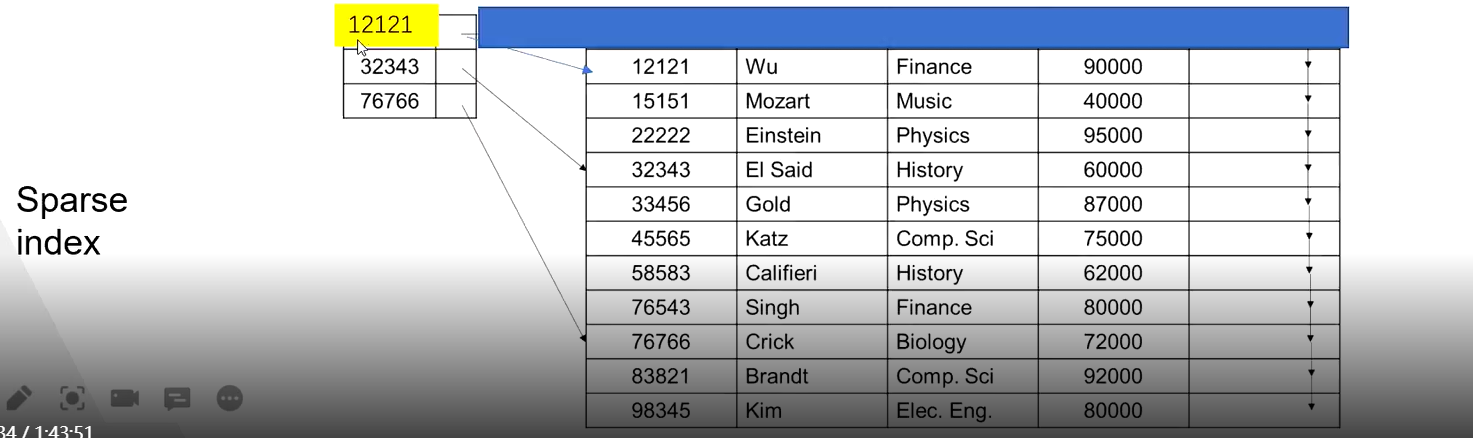 12121
32343
76766
12121 Wu Finance 90000
15151 Mozart Music 40000
22222 Einstein Physics 95000
32343 El Said History 60000
33456 Gold Physics 87000
45565 Katz Comp. Sci 75000
58583 Califieri History 62000
76543 Singh Finance 80000
76766 Crick Biology 72000
83821 Brandt Comp. Sci 92000
98345 Kim Elec. Eng. 80000
Sparse
index
34 / 1:43:51